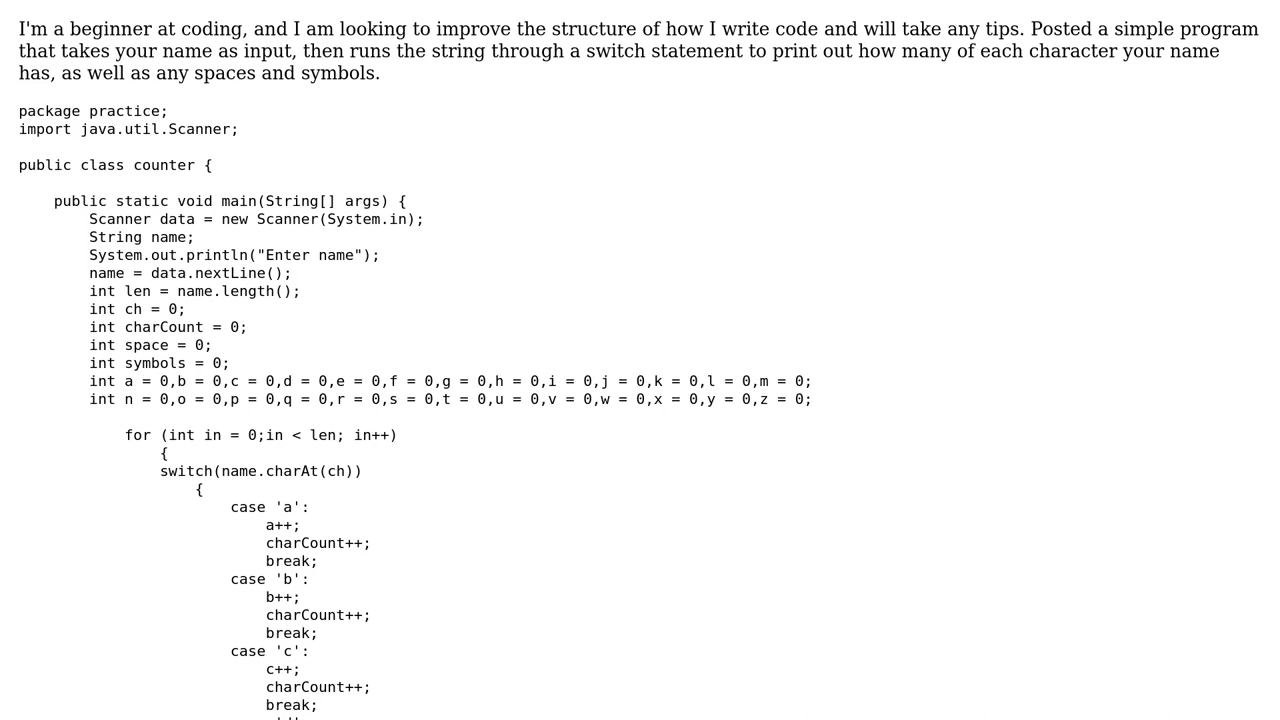 I'm a beginner at coding, and I am looking to improve the structure of how I write code and will take any tips. Posted a simple program
that takes your name as input, then runs the string through a switch statement to print out how many of each character your name
has, as well as any spaces and symbols.
package practice;
import java.util.Scanner;
public class counter {
public static void main(String[] args) {
Scanner data = new Scanner(System.in);
String name;
System.out.println("Enter name");
name = data.nextLine();
int len = name.length();
int ch = 0;
int charCount = 0;
int space = 0;
int symbols = 0;
int a = 0,b = 0,c = 0,d = 0,e = 0,f = 0,g = 0,h = 0,i = 0,j = 0,k = 0,l = 0,m = 0;
int n = 0,o = 0,p = 0,q = 0,r = 0,s = 0,t = 0,u = 0,v = 0,w = 0,x = 0,y = 0,z = 0;
for (int in = 0;in < len; in++)
{
switch(name.charAt(ch))
{
case 'a':
a++;
charCount++;
break;
case 'b':
b++;
charCount++;
break;
case 'c':
c++;
charCount++;
break;